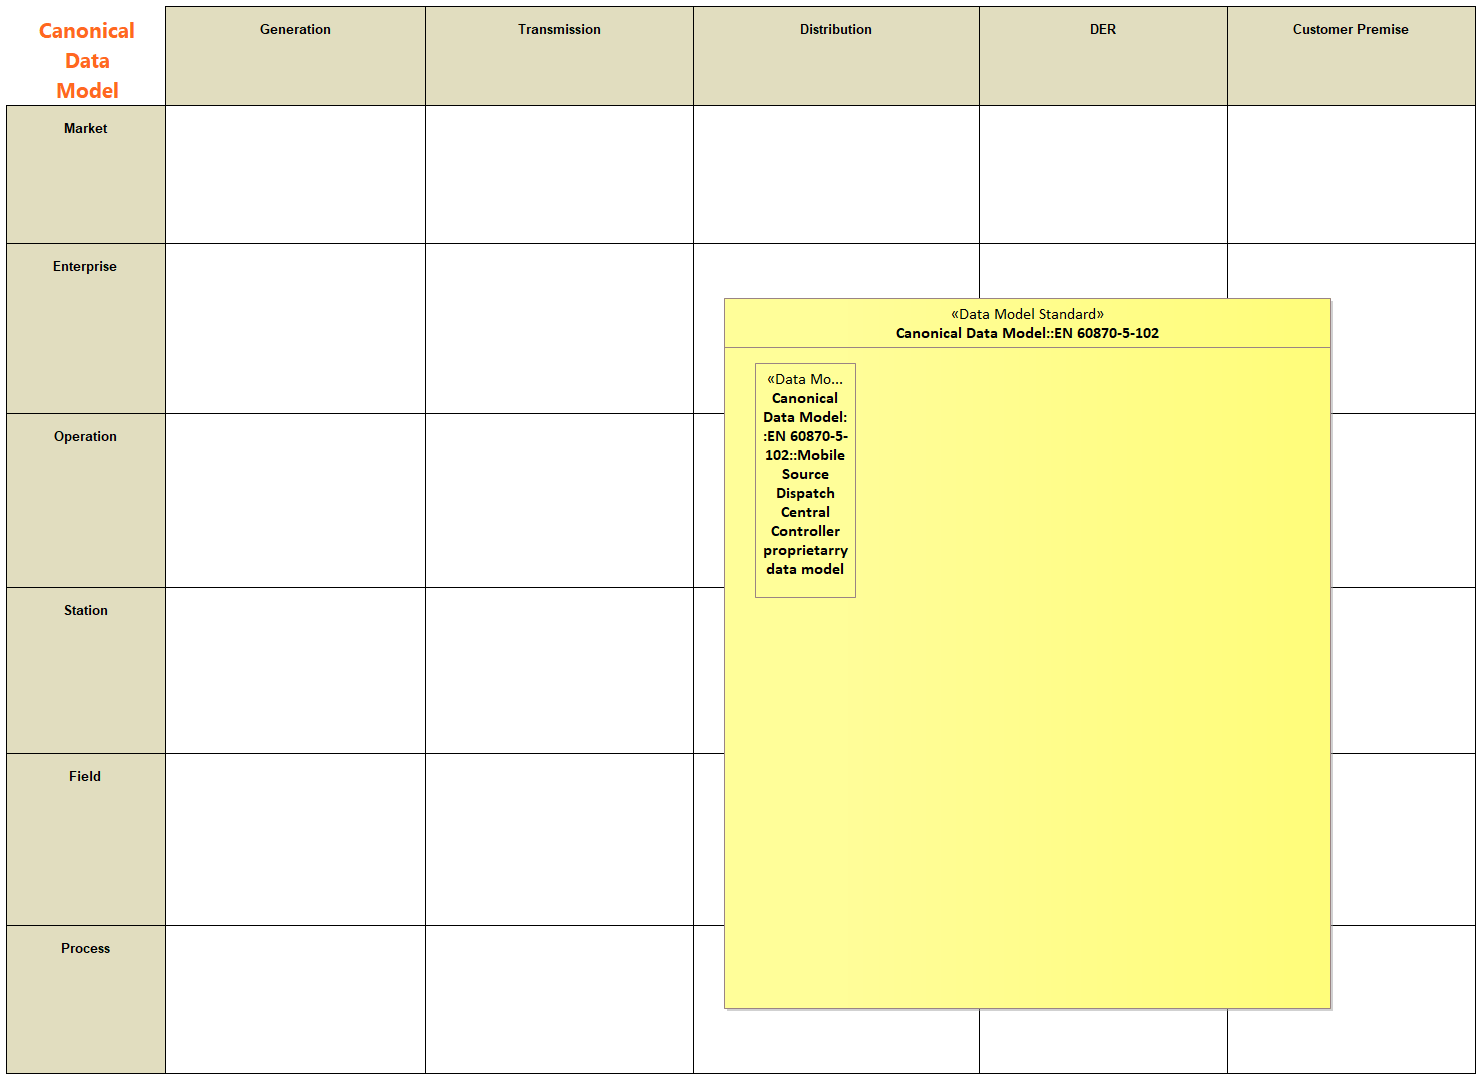 Canonical
Data
Model
Generation
Transmission
Distribution
DER
Customer Premise
Market
Enterprise
«Data Model Standard»
Canonical Data Model::EN 60870-5-102
«Data Mo...
Canonical
Data Model:
:EN 60870-5-
102::Mobile
Source
Dispatch
Central
Controller
proprietarry
data model
Operation
Station
Field
Process